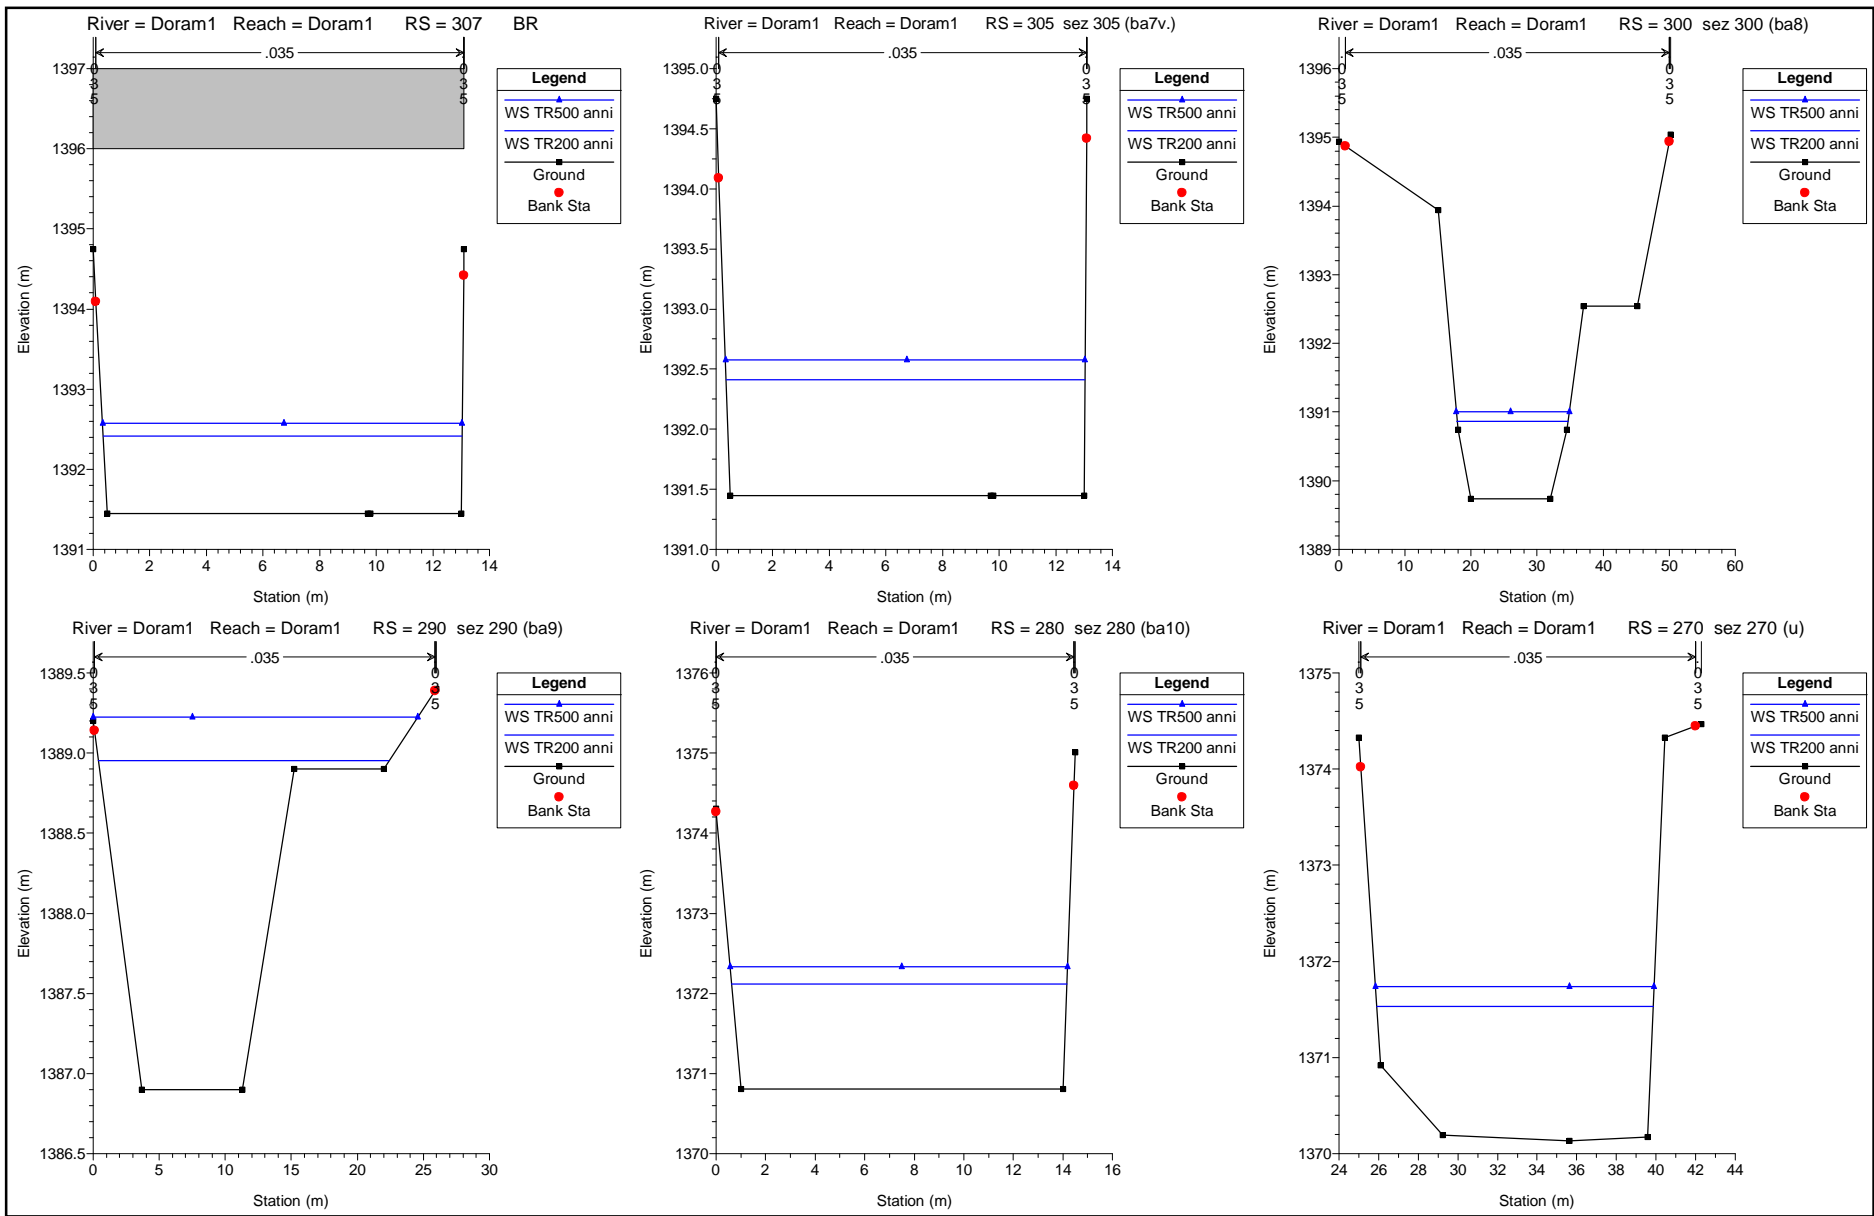 River = Doram1 Reach = Doram1 RS = 307 BR
.035
.035
.035
Legend
WS TR500 anni
WS TR200 anni
Ground
Bank Sta
1397
1396
1395
1394
1393
1392
1391
Elevation (m)
0 2 4 6 8 10 12 14
Station (m)
River = Doram1 Reach = Doram1 RS = 305 sez 305 (ba7v.)
.035
.035
.035
Legend
WS TR500 anni
WS TR200 anni
Ground
Bank Sta
1395.0
1394.5
1394.0
1393.5
1393.0
1392.5
1392.0
1391.5
1391.0
Elevation (m)
0 2 4 6 8 10 12 14
Station (m)
River = Doram1 Reach = Doram1 RS = 300 sez 300 (ba8)
.035
.035
.035
Legend
WS TR500 anni
WS TR200 anni
Ground
Bank Sta
1396
1395
1394
1393
1392
1391
1390
1389
Elevation (m)
0 10 20 30 40 50 60
Station (m)
River = Doram1 Reach = Doram1 RS = 290 sez 290 (ba9)
.035
.035
.035
Legend
WS TR500 anni
WS TR200 anni
Ground
Bank Sta
1389.5
1389.0
1388.5
1388.0
1387.5
1387.0
1386.5
Elevation (m)
0 5 10 15 20 25 30
Station (m)
River = Doram1 Reach = Doram1 RS = 280 sez 280 (ba10)
.035
.035
.035
Legend
WS TR500 anni
WS TR200 anni
Ground
Bank Sta
1376
1375
1374
1373
1372
1371
1370
Elevation (m)
0 2 4 6 8 10 12 14 16
Station (m)
River = Doram1 Reach = Doram1 RS = 270 sez 270 (u)
.035
.035
.035
Legend
WS TR500 anni
WS TR200 anni
Ground
Bank Sta
1375
1374
1373
1372
1371
1370
Elevation (m)
24 26 28 30 32 34 36 38 40 42 44
Station (m)